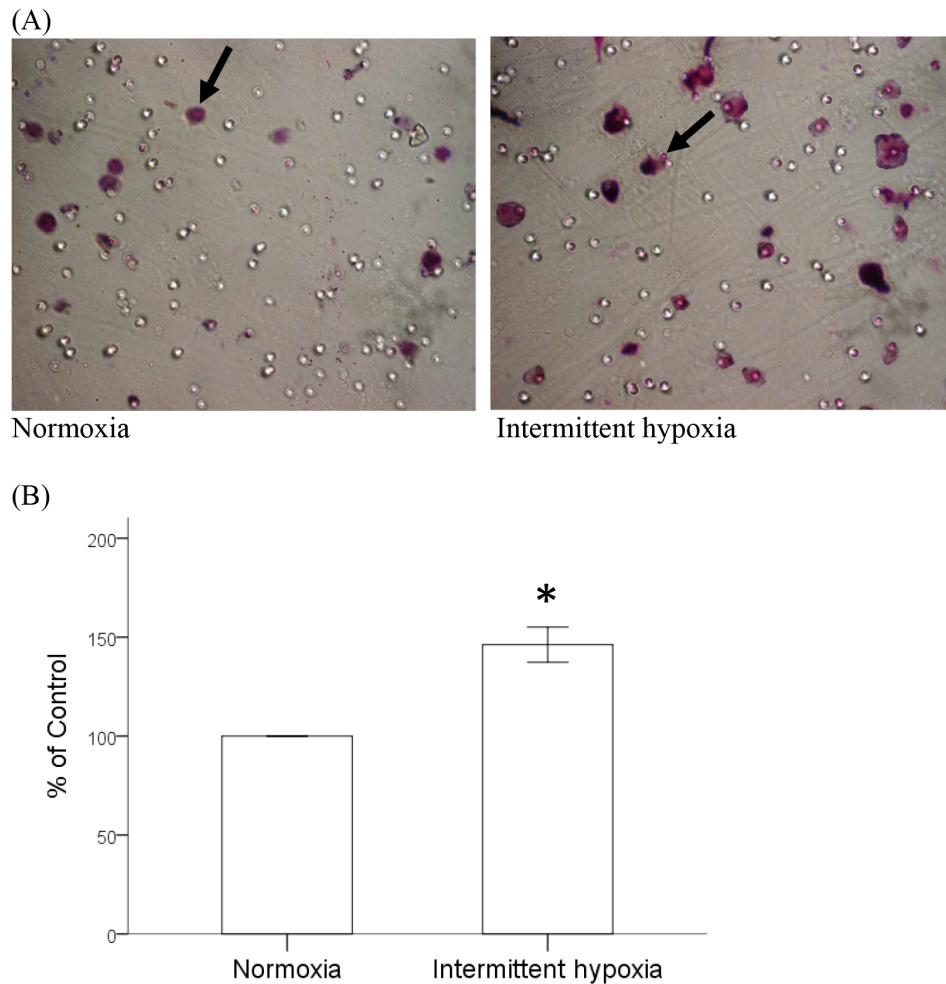 (A)
Normoxia Intermittent hypoxia
(B)
200
150
100
50
0
% of Control
*
Normoxia Intermittent hypoxia